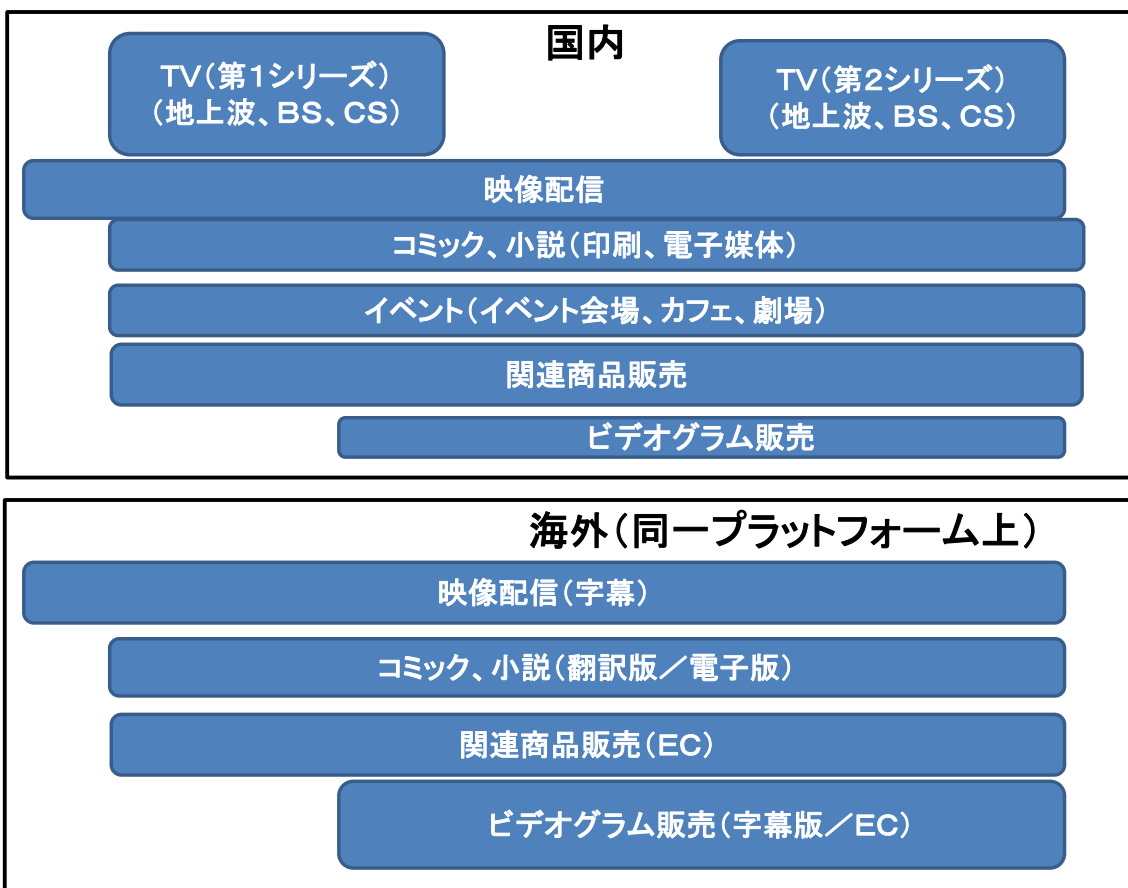 国内
TV(第1シリーズ)
(地上波、BS、CS)
TV(第2シリーズ)
(地上波、BS、CS)
映像配信
コミック、小説(印刷、電子媒体)
イベント(イベント会場、カフェ、劇場)
関連商品販売
ビデオグラム販売
海外(同一プラットフォーム上)
映像配信(字幕)
コミック、小説(翻訳版/電子版)
関連商品販売(EC)
ビデオグラム販売(字幕版/EC)